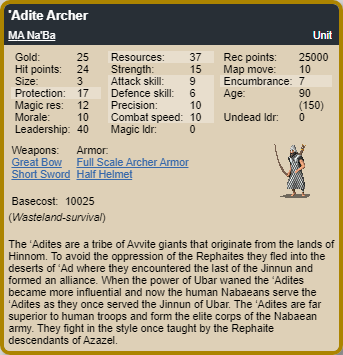 'Adite Archer
MA Na'Ba Unit
Gold: 25 Resources: 37 Rec points: 25000
Hit points: 24 Strength: 15 Map move: 10
Size: 3 Attack skill: 9 Encumbrance: 7
Protection: 17 Defence skill: 6 Age: 90
Magic res: 12 Precision: 10 (150)
Morale: 10 Combat speed: 10 Undead ldr: 0
Leadership: 40 Magic ldr: 0
Weapons: Armor:
Great Bow Full Scale Archer Armor
Short Sword Half Helmet
Basecost: 10025
(Wasteland-survival)
The 'Adites are a tribe of Avvite giants that originate from the lands of
Hinnom. To avoid the oppression of the Rephaites they fled into the
deserts of 'Ad where they encountered the last of the Jinnun and
formed an alliance. When the power of Ubar waned the 'Adites
became more influential and now the human Nabaeans serve the
'Adites as they once served the Jinnun of Ubar. The 'Adites are far
superior to human troops and form the elite corps of the Nabaean
army. They fight in the style once taught by the Rephaite
descendants of Azazel.